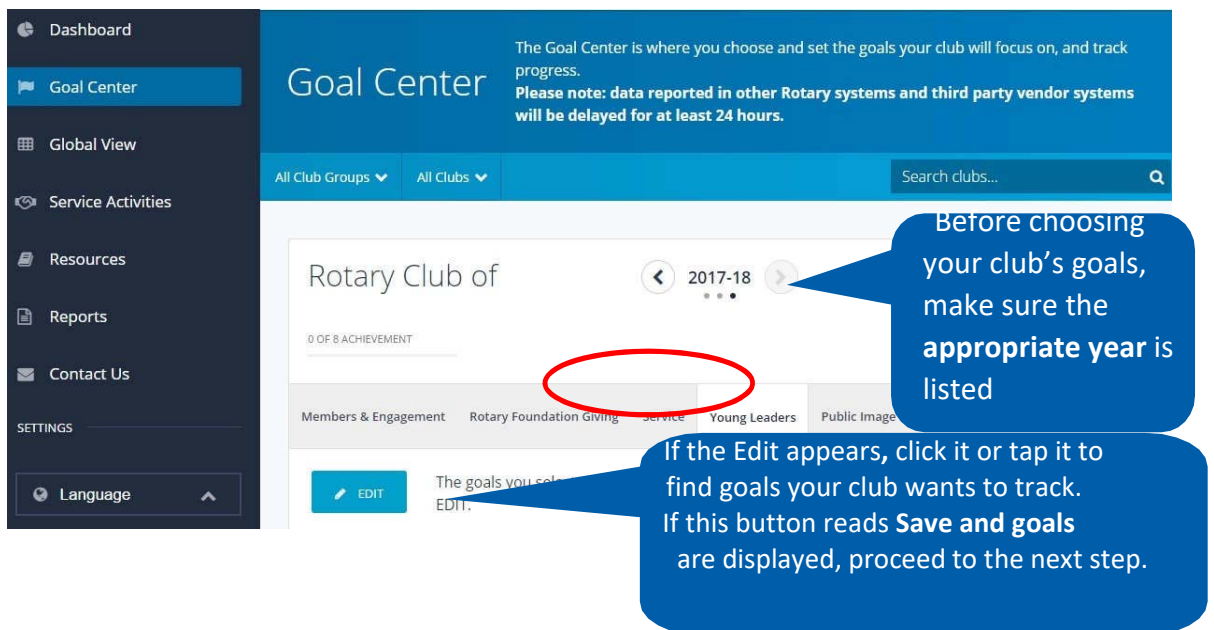 Dashboard
Goal Center
Global View
Service Activities
Resources
Reports
Contact Us
SETTINGS
Language
Goal Center
The Goal Center is where you choose and set the goals your club will focus on, and track
progress.
Please note: data reported in other Rotary systems and third party vendor systems
will be delayed for at least 24 hours.
All Club Groups
All Clubs
Search clubs...
Rotary Club of
2017-18
0 OF 8 ACHIEVEMENT
Before choosing
your club’s goals,
make sure the
appropriate year is
listed
Members & Engagement
Rotary Foundation Giving
Service
Young Leaders
Public Image
EDIT
The goals you
EDIT.
If the Edit appears, click it or tap it to
find goals your club wants to track.
If this button reads Save and goals
are displayed, proceed to the next step.